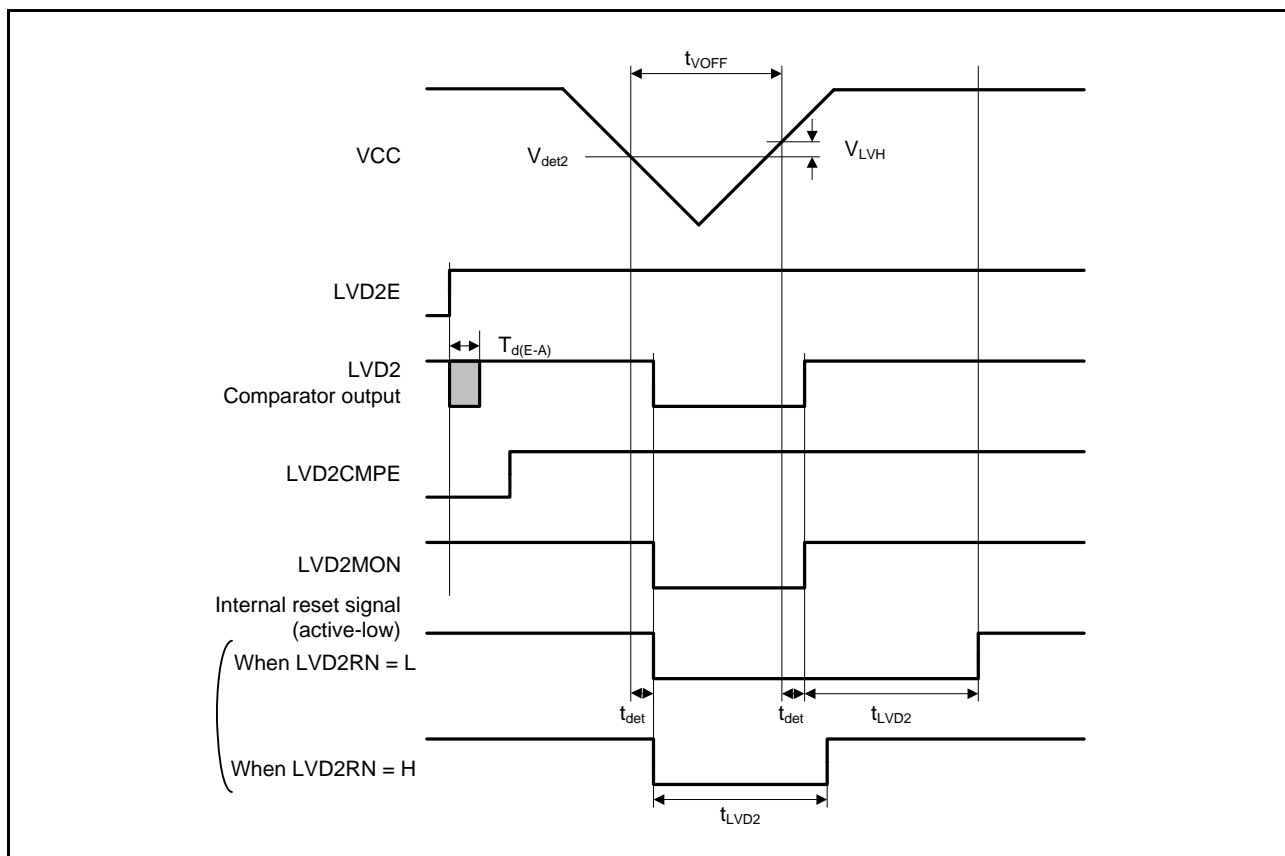 tVOFF
VCC
Vdet2
VLVH
LVD2E
Td(E-A)
LVD2
Comparator output
LVD2CMPE
LVD2MON
Internal reset signal
(active-low)
When LVD2RN = L
tdet
tdet
tLVD2
When LVD2RN = H
tLVD2